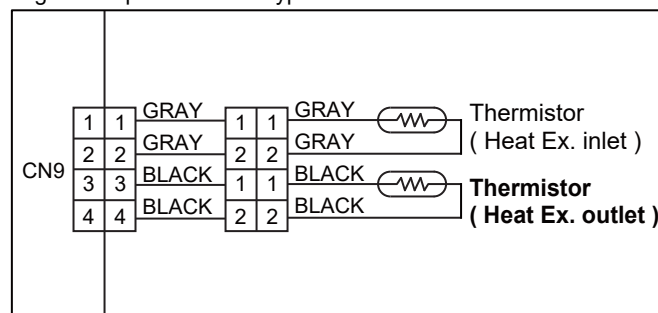 1 1 GRAY 1 1 GRAY Thermistor
2 2 GRAY 2 2 GRAY ( Heat Ex. inlet )
CN9
3 3 BLACK 1 1 BLACK Thermistor
4 4 BLACK 2 2 BLACK ( Heat Ex. outlet )